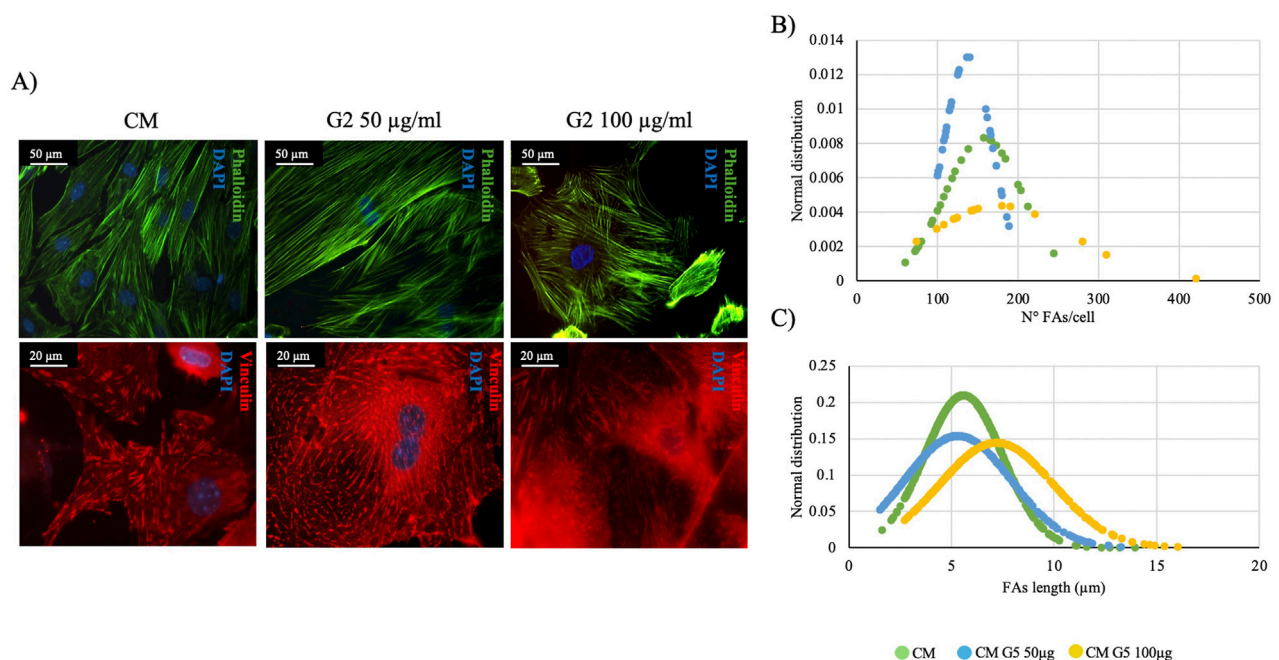 A)
CM
G2 50 µg/ml
G2 100 µg/ml
50 µm
Phalloidin
DAPI
50 µm
Phalloidin
DAPI
50 µm
Phalloidin
DAPI
20 µm
Vinculin
DAPI
20 µm
Vinculin
DAPI
20 µm
Vinculin
DAPI
B)
Normal distribution
0.014
0.012
0.01
0.008
0.006
0.004
0.002
0
0 100 200 300 400 500
N° FAs/cell
C)
Normal distribution
0.25
0.2
0.15
0.1
0.05
0
0 5 10 15 20
FAs length (µm)
CM CM G5 50µg CM G5 100µg